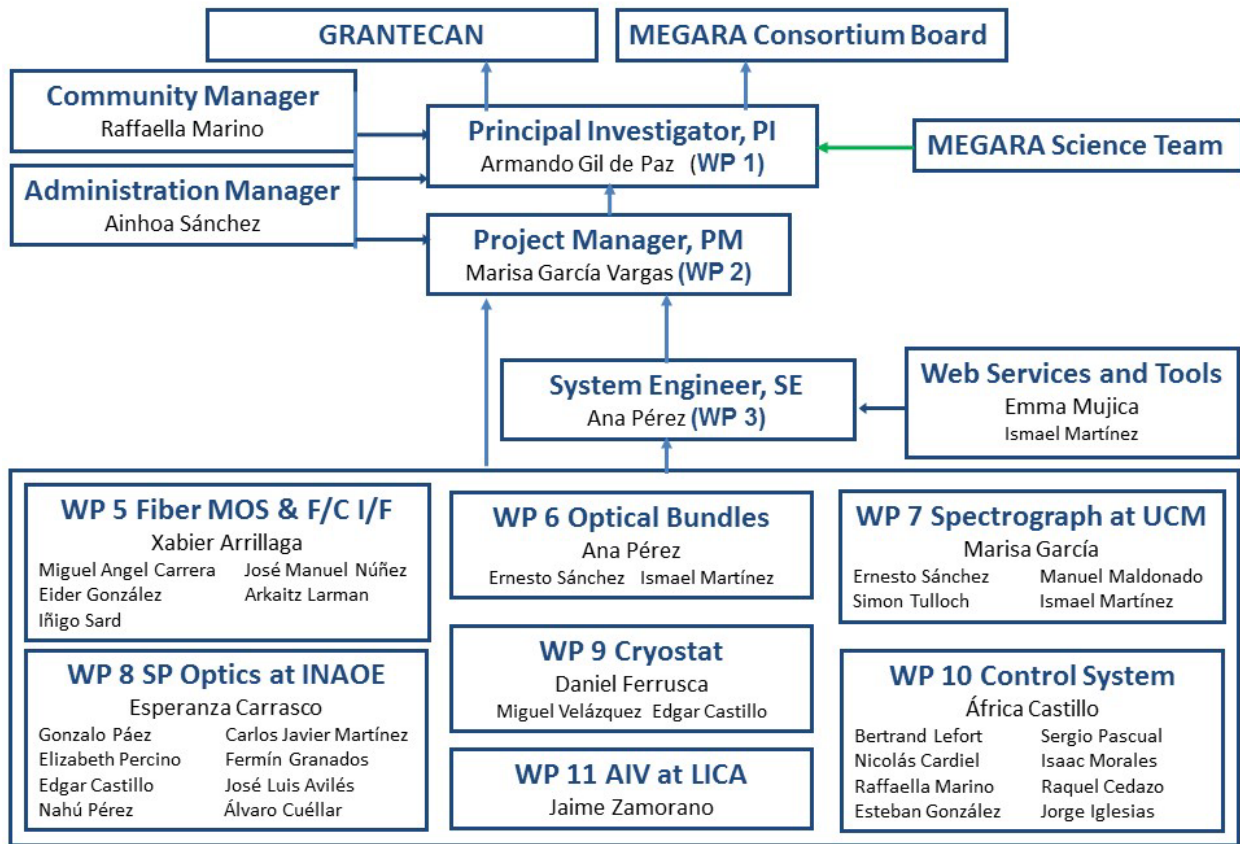 GRANTECAN
MEGARA Consortium Board
Community Manager
Raffaella Marino
Principal Investigator, PI
Armando Gil de Paz (WP 1)
MEGARA Science Team
Administration Manager
Ainhoa Sánchez
Project Manager, PM
Marisa García Vargas (WP 2)
System Engineer, SE
Ana Pérez (WP 3)
Web Services and Tools
Emma Mujica
Ismael Martínez
WP 5 Fiber MOS & F/C I/F
Xabier Arrillaga
Miguel Angel Carrera José Manuel Núñez
Eider González Arkaitz Larman
Iñigo Sard
WP 6 Optical Bundles
Ana Pérez
Ernesto Sánchez Ismael Martínez
WP 7 Spectrograph at UCM
Marisa García
Ernesto Sánchez Manuel Maldonado
Simon Tulloch Ismael Martínez
WP 8 SP Optics at INAOE
Esperanza Carrasco
Gonzalo Páez Carlos Javier Martínez
Elizabeth Percino Fermín Granados
Edgar Castillo José Luis Avilés
Nahú Pérez Álvaro Cuéllar
WP 9 Cryostat
Daniel Ferrusca
Miguel Velázquez Edgar Castillo
WP 10 Control System
África Castillo
Bertrand Lefort Sergio Pascual
Nicolás Cardiel Isaac Morales
Raffaella Marino Raquel Cedazo
Esteban González Jorge Iglesias
WP 11 AIV at LICA
Jaime Zamorano